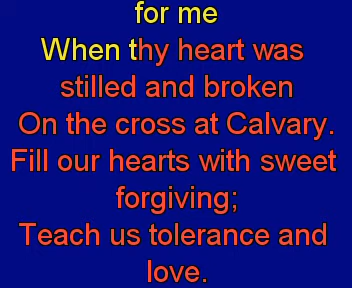 for me
When thy heart was
stilled and broken
On the cross at Calvary.
Fill our hearts with sweet
forgiving;
Teach us tolerance and
love.